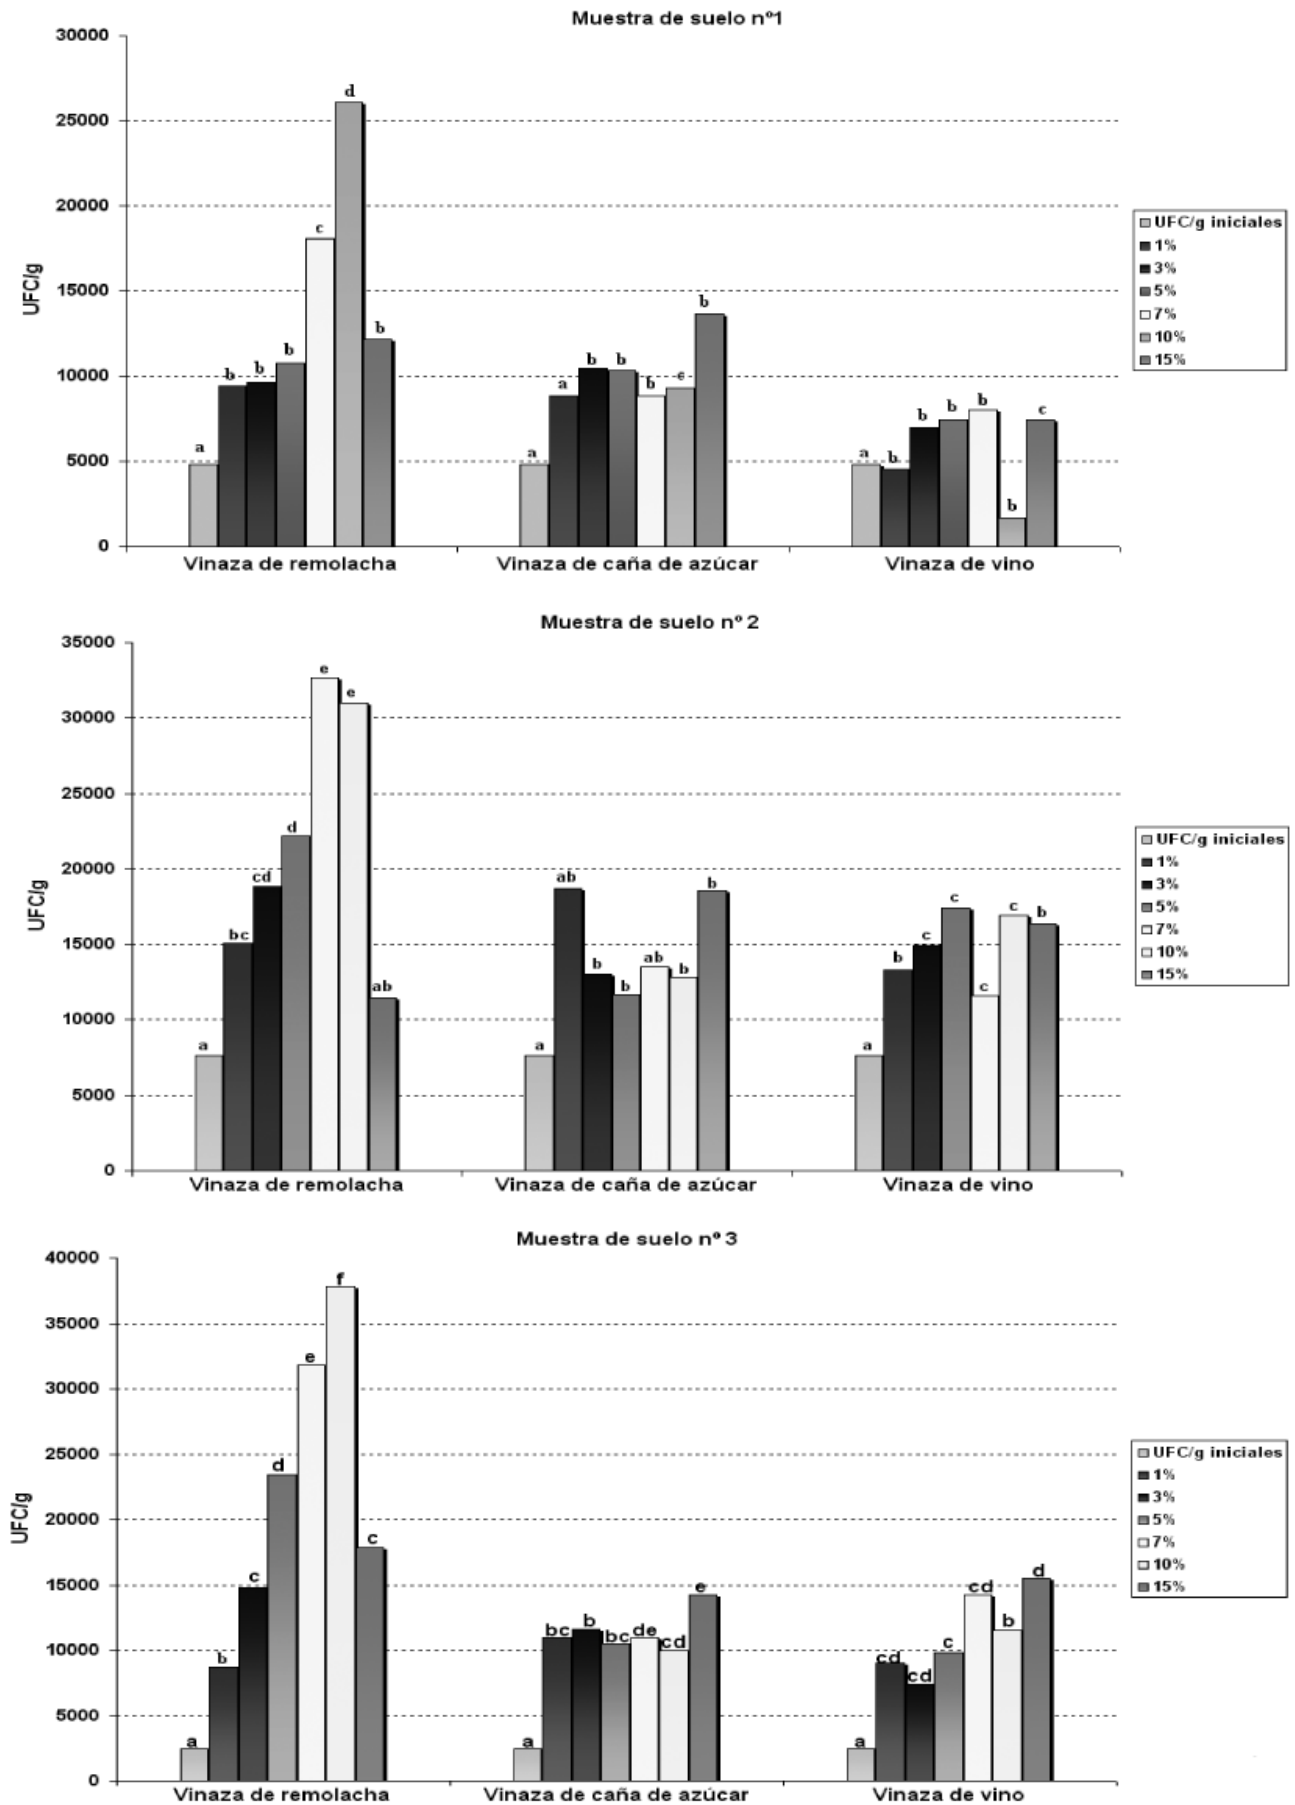 Muestra de suelo nº1
30000
25000
20000
15000
10000
5000
0
UFC/g
a b b b c d b
a a b b b c b
a b b b b b c
Vinaza de remolacha Vinaza de caña de azúcar Vinaza de vino
UFC/g iniciales
1%
3%
5%
7%
10%
15%
Muestra de suelo nº 2
35000
30000
25000
20000
15000
10000
5000
0
UFC/g
a bc cd d e e ab
a ab b b ab b b
a b c c c c b
Vinaza de remolacha Vinaza de caña de azúcar Vinaza de vino
UFC/g iniciales
1%
3%
5%
7%
10%
15%
Muestra de suelo nº 3
40000
35000
30000
25000
20000
15000
10000
5000
0
UFC/g
a b c d e f c
a bc b bc de cd e
a cd cd c cd b d
Vinaza de remolacha Vinaza de caña de azúcar Vinaza de vino
UFC/g iniciales
1%
3%
5%
7%
10%
15%